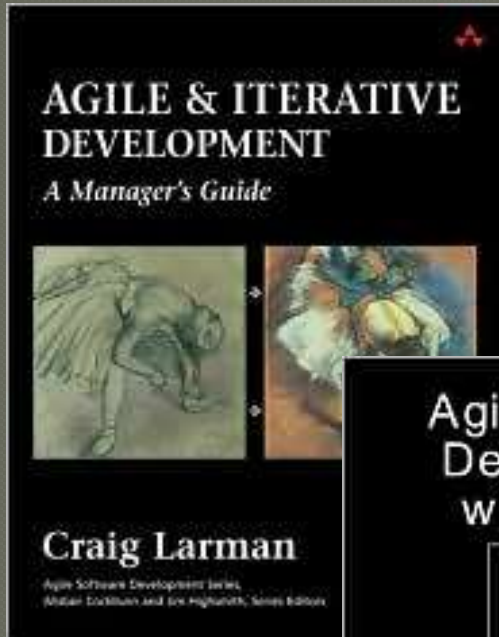 AGILE & ITERATIVE
DEVELOPMENT
A Manager's Guide
Craig Larman
Agile Software Development Series
Alistair Cockburn and Jim Highsmith, Series Editors
Agi
De
w